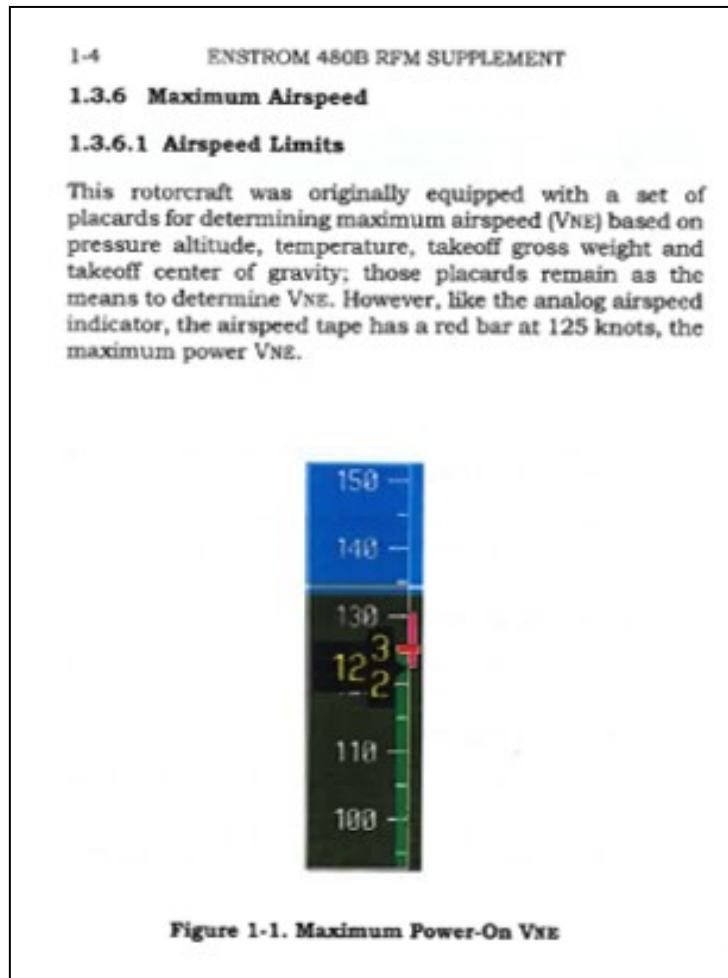 1-4 ENSTROM 480B RFM SUPPLEMENT
1.3.6 Maximum Airspeed
1.3.6.1 Airspeed Limits
This rotorcraft was originally equipped with a set of
placards for determining maximum airspeed (VNE) based on
pressure altitude, temperature, takeoff gross weight and
takeoff center of gravity; those placards remain as the
means to determine VNE. However, like the analog airspeed
indicator, the airspeed tape has a red bar at 125 knots, the
maximum power VNE.
150
140
130
3
12
2
110
100
Figure 1-1. Maximum Power-On VNE